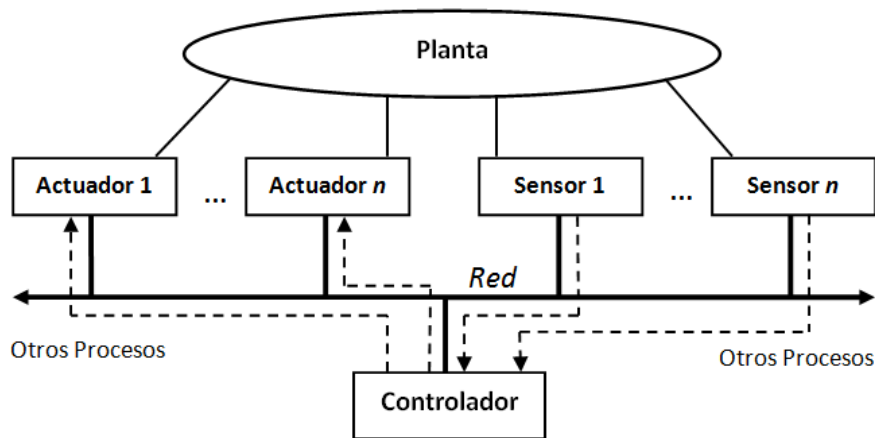 Planta
Actuador 1
...
Actuador n
Sensor 1
...
Sensor n
Red
Otros Procesos
Otros Procesos
Controlador